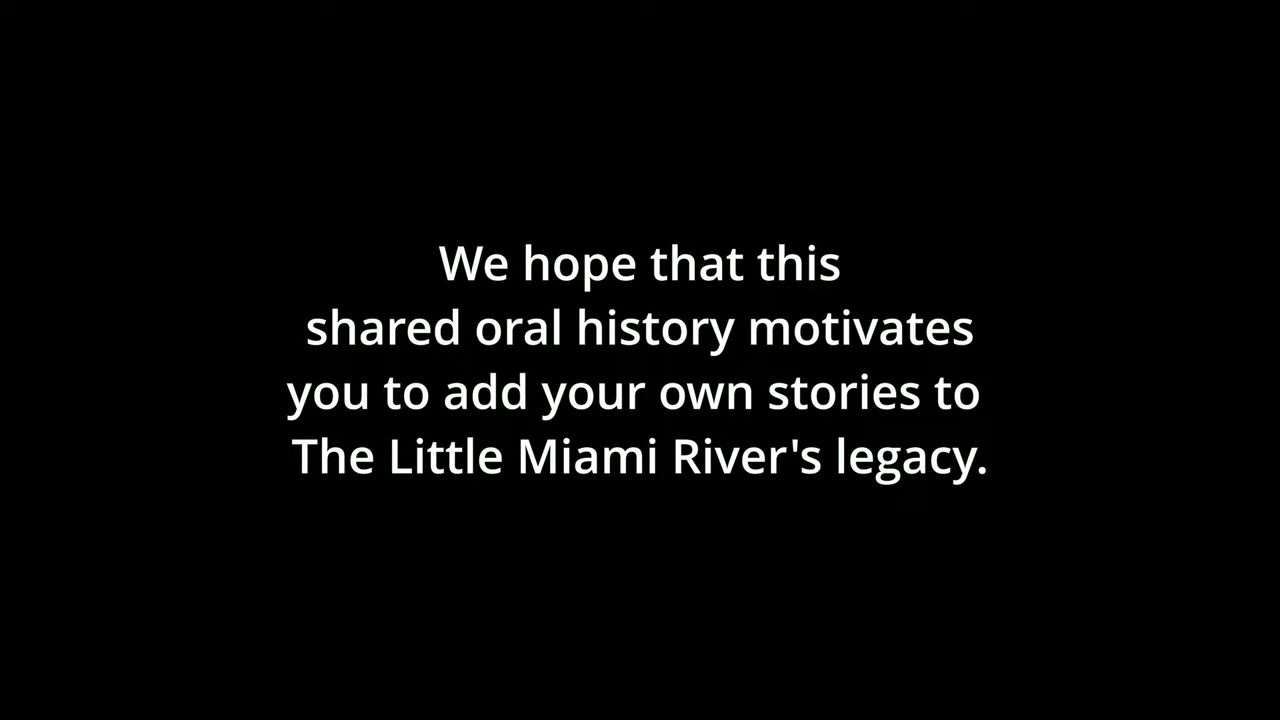 We hope that this
shared oral history motivates
you to add your own stories to
The Little Miami River's legacy.